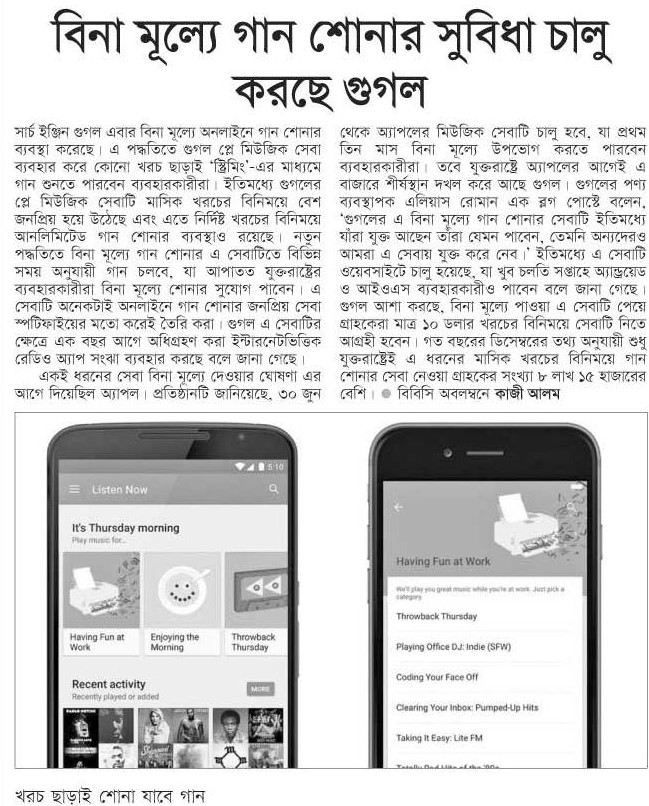 বিনা মূল্যে গান শোনার সুবিধা চালু
করছে গুগল
সার্চ ইঞ্জিন গুগল এবার বিনা মূল্যে অনলাইনে গান শোনার
ব্যবস্থা করেছে। এ পদ্ধতিতে গুগল প্লে মিউজিক সেবা
ব্যবহার করে কোনো খরচ ছাড়াই ‘স্ট্রিমিং’-এর মাধ্যমে
গান শুনতে পারবেন ব্যবহারকারীরা। ইতিমধ্যে গুগলের
প্লে মিউজিক সেবাটি মাসিক খরচের বিনিময়ে বেশ
জনপ্রিয় হয়ে উঠেছে এবং এতে নির্দিষ্ট খরচের বিনিময়ে
আনলিমিটেড গান শোনার ব্যবস্থাও রয়েছে। নতুন
পদ্ধতিতে বিনা মূল্যে গান শোনার এ সেবাটিতে বিভিন্ন
সময় অনুযায়ী গান চলবে, যা আপাতত যুক্তরাষ্ট্রের
ব্যবহারকারীরা বিনা মূল্যে শোনার সুযোগ পাবেন। এ
সেবাটি অনেকটাই অনলাইনে গান শোনার জনপ্রিয় সেবা
স্পটিফাইয়ের মতো করেই তৈরি করা। গুগল এ সেবাটির
ক্ষেত্রে এক বছর আগে অধিগ্রহণ করা ইন্টারনেটভিত্তিক
রেডিও অ্যাপ সংঝা ব্যবহার করছে বলে জানা গেছে।
একই ধরনের সেবা বিনা মূল্যে দেওয়ার ঘোষণা এর
আগে দিয়েছিল অ্যাপল। প্রতিষ্ঠানটি জানিয়েছে, ৩০ জুন
থেকে অ্যাপলের মিউজিক সেবাটি চালু হবে, যা প্রথম
তিন মাস বিনা মূল্যে উপভোগ করতে পারবেন
ব্যবহারকারীরা। তবে যুক্তরাষ্ট্রে অ্যাপলের আগেই এ
বাজারে শীর্ষস্থান দখল করে আছে গুগল। গুগলের পণ্য
ব্যবস্থাপক এলিয়াস রোমান এক ব্লগ পোস্টে বলেন,
‘গুগলের এ বিনা মূল্যে গান শোনার সেবাটি ইতিমধ্যে
যাঁরা যুক্ত আছেন তাঁরা যেমন পাবেন, তেমনি অন্যদেরও
আমরা এ সেবায় যুক্ত করে নেব।’ ইতিমধ্যে এ সেবাটি
ওয়েবসাইটে চালু হয়েছে, যা খুব চলতি সপ্তাহে অ্যান্ড্রয়েড
ও আইওএস ব্যবহারকারীও পাবেন বলে জানা গেছে।
গুগল আশা করছে, বিনা মূল্যে পাওয়া এ সেবাটি পেয়ে
গ্রাহকেরা মাত্র ১০ ডলার খরচের বিনিময়ে সেবাটি নিতে
আগ্রহী হবেন। গত বছরের ডিসেম্বরের তথ্য অনুযায়ী শুধু
যুক্তরাষ্ট্রেই এ ধরনের মাসিক খরচের বিনিময়ে গান
শোনার সেবা নেওয়া গ্রাহকের সংখ্যা ৮ লাখ ১৫ হাজারের
বেশি। ● বিবিসি অবলম্বনে কাজী আলম
5:10
Listen Now
It's Thursday morning
Play music for...
Having Fun at
Work
Enjoying the
Morning
Throwback
Thursday
Recent activity
Recently played or added
MORE
Having Fun at Work
We'll play you great music while you're at work. Just pick a
category.
Throwback Thursday
Playing Office DJ: Indie (SFW)
Coding Your Face Off
Clearing Your Inbox: Pumped-Up Hits
Taking It Easy: Lite FM
খরচ ছাড়াই শোনা যাবে গান